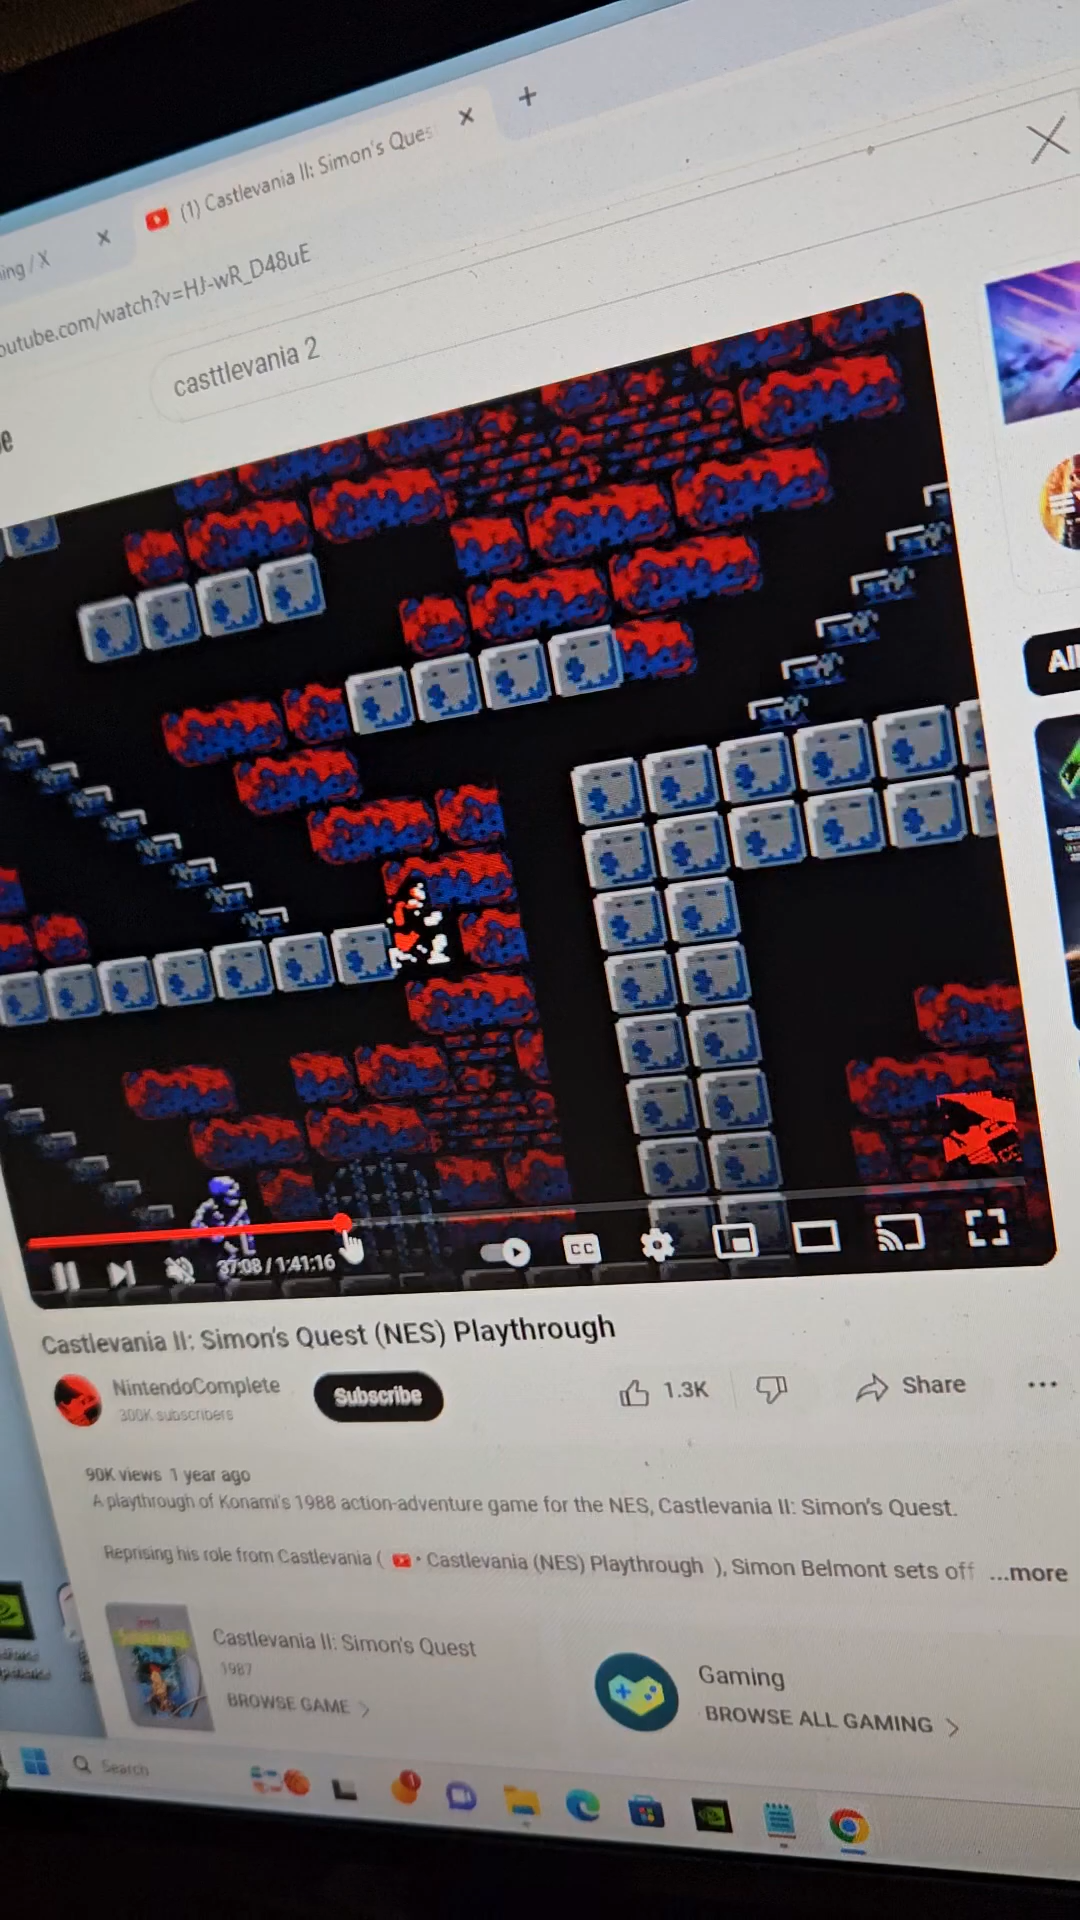 (1) Castlevania II: Simon's Ques
ing / X
outube.com/watch?v=HJ-wR_D48uE
casttlevania 2
e
All
37:08 / 1:41:16
CC
Castlevania II: Simon's Quest (NES) Playthrough
NintendoComplete
300K subscribers
Subscribe
1.3K
Share
90K views 1 year ago
A playthrough of Konami's 1988 action-adventure game for the NES, Castlevania II: Simon's Quest.
Reprising his role from Castlevania ( • Castlevania (NES) Playthrough ), Simon Belmont sets off ...more
Castlevania II: Simon's Quest
1987
BROWSE GAME
Gaming
BROWSE ALL GAMING
Search
1